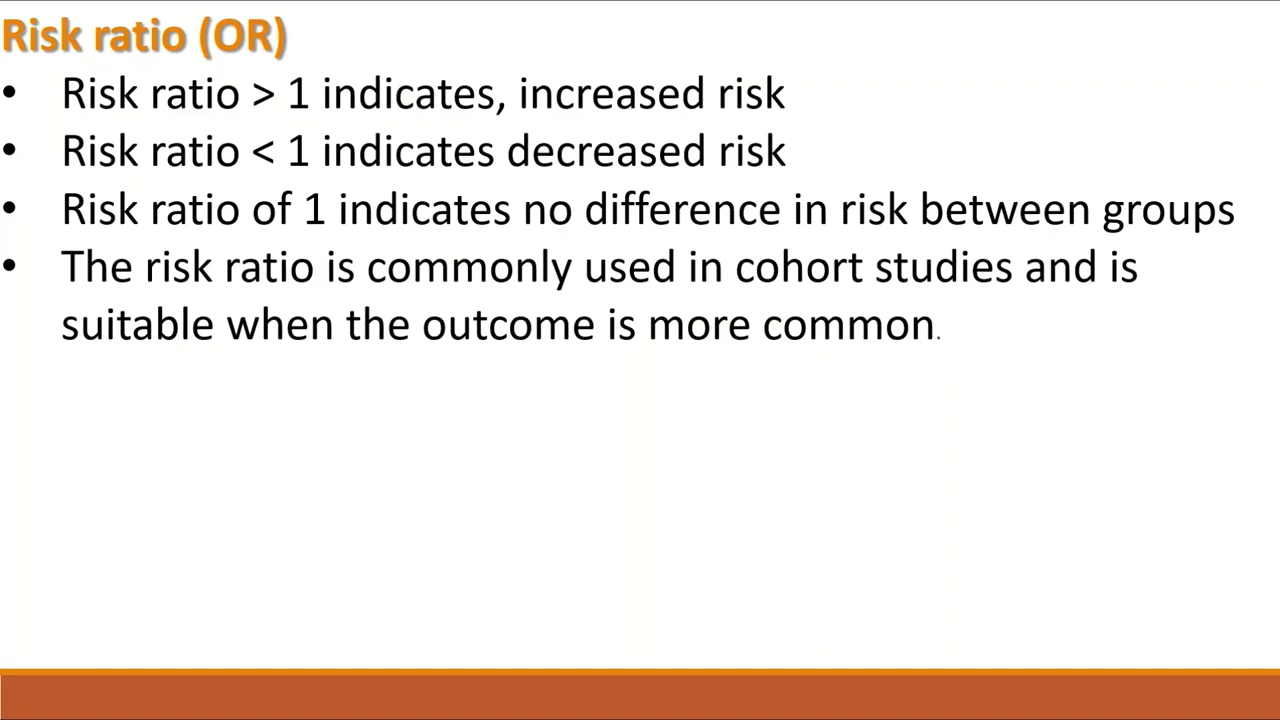 Risk ratio (OR)
• Risk ratio > 1 indicates, increased risk
• Risk ratio < 1 indicates decreased risk
• Risk ratio of 1 indicates no difference in risk between groups
• The risk ratio is commonly used in cohort studies and is
suitable when the outcome is more common.